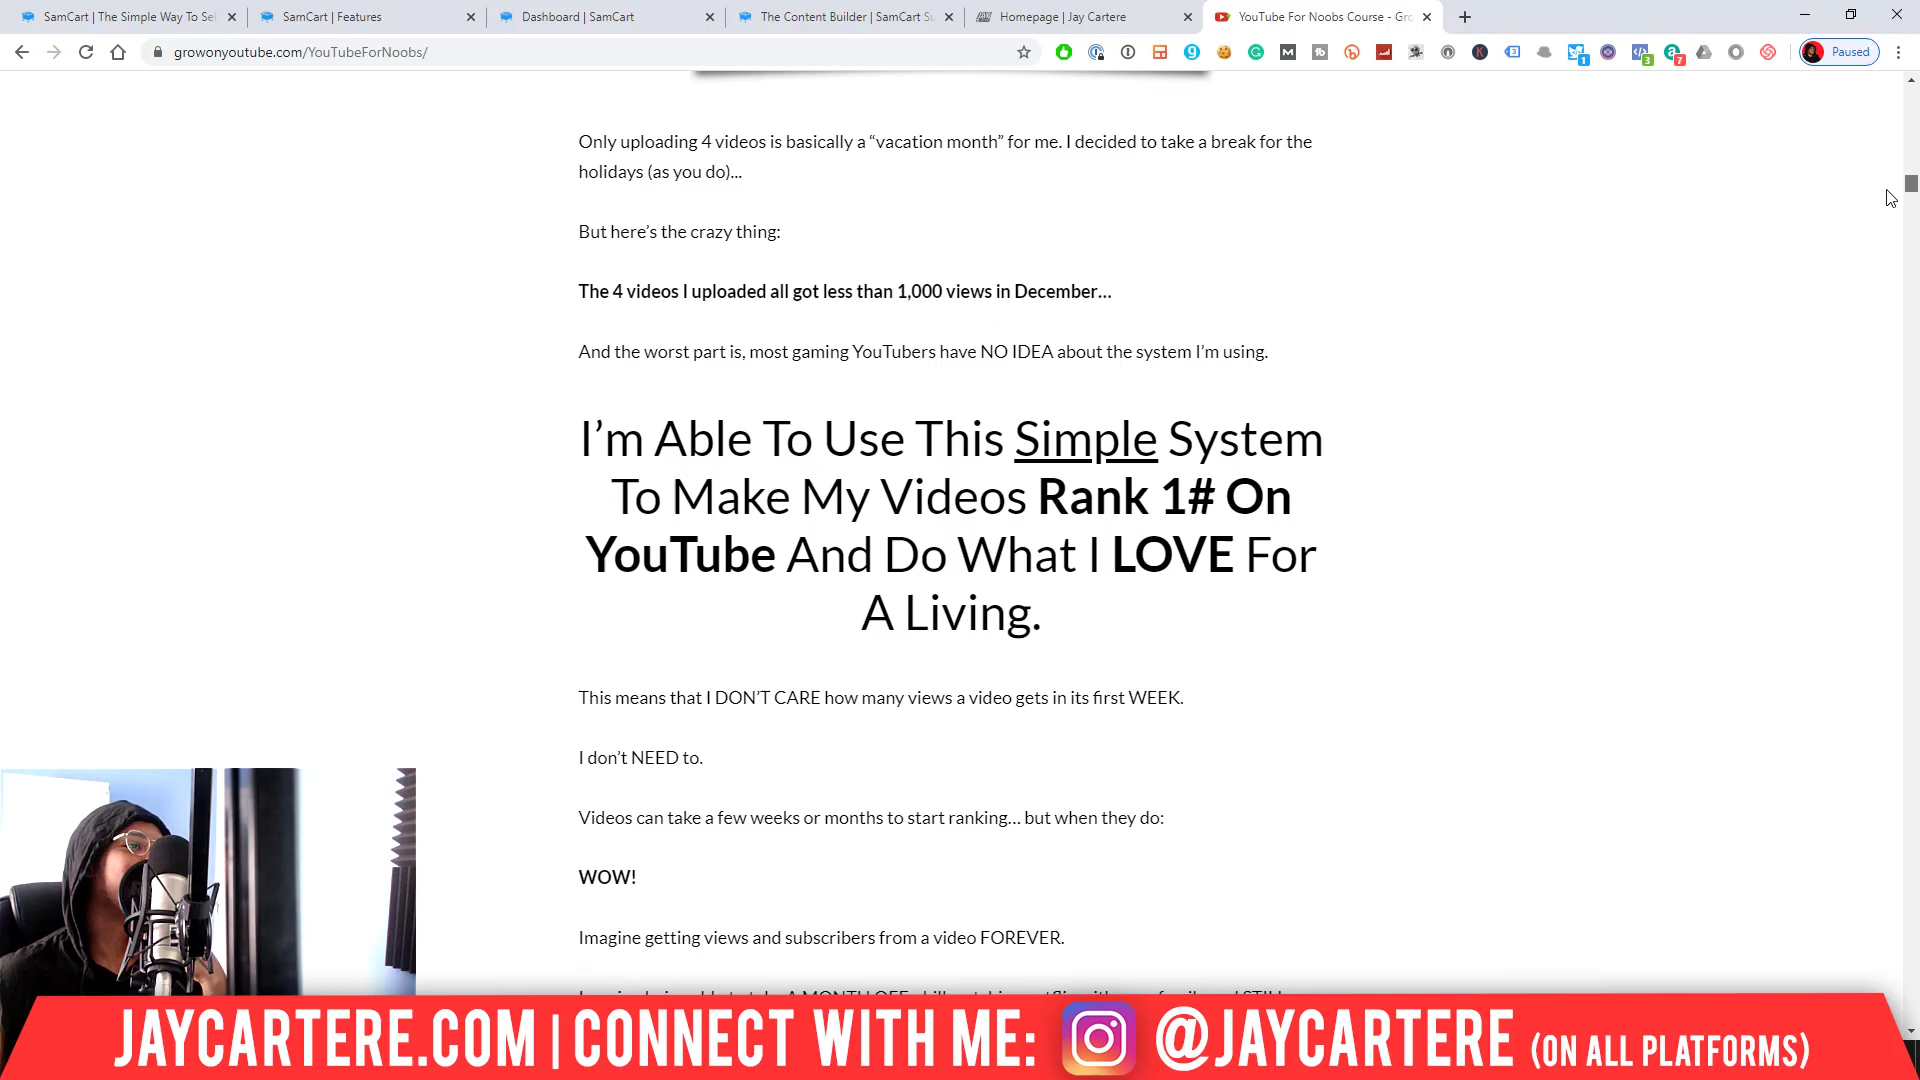 SamCart | The Simple Way To Sel
SamCart | Features
Dashboard | SamCart
The Content Builder | SamCart Su
Homepage | Jay Cartere
YouTube For Noobs Course - Gro
growonyoutube.com/YouTubeForNoobs/
Paused
Only uploading 4 videos is basically a “vacation month” for me. I decided to take a break for the
holidays (as you do)...
But here’s the crazy thing:
The 4 videos I uploaded all got less than 1,000 views in December…
And the worst part is, most gaming YouTubers have NO IDEA about the system I’m using.
I’m Able To Use This Simple System
To Make My Videos Rank 1# On
YouTube And Do What I LOVE For
A Living.
This means that I DON’T CARE how many views a video gets in its first WEEK.
I don’t NEED to.
Videos can take a few weeks or months to start ranking… but when they do:
WOW!
Imagine getting views and subscribers from a video FOREVER.
JAYCARTERE.COM | CONNECT WITH ME: @JAYCARTERE (ON ALL PLATFORMS)